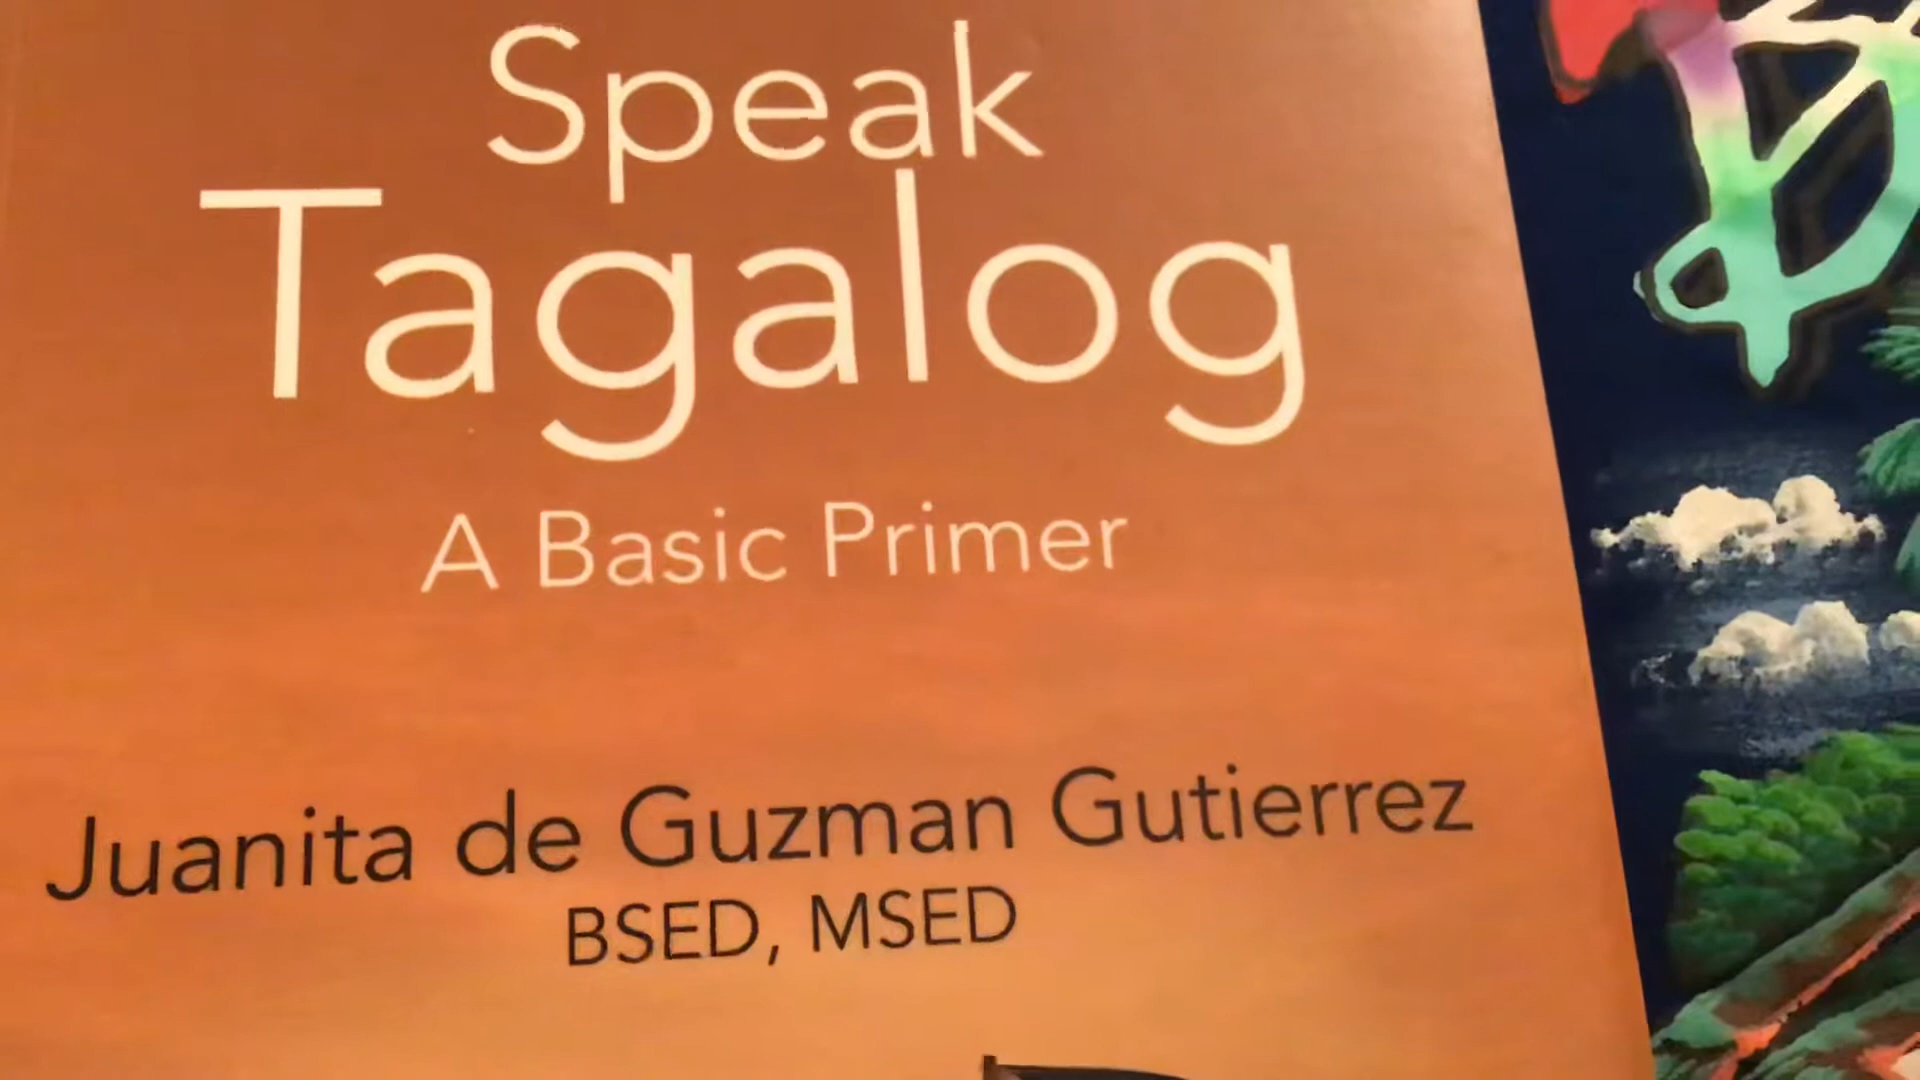 Speak
Tagalog
A Basic Primer
Juanita de Guzman Gutierrez
BSED, MSED